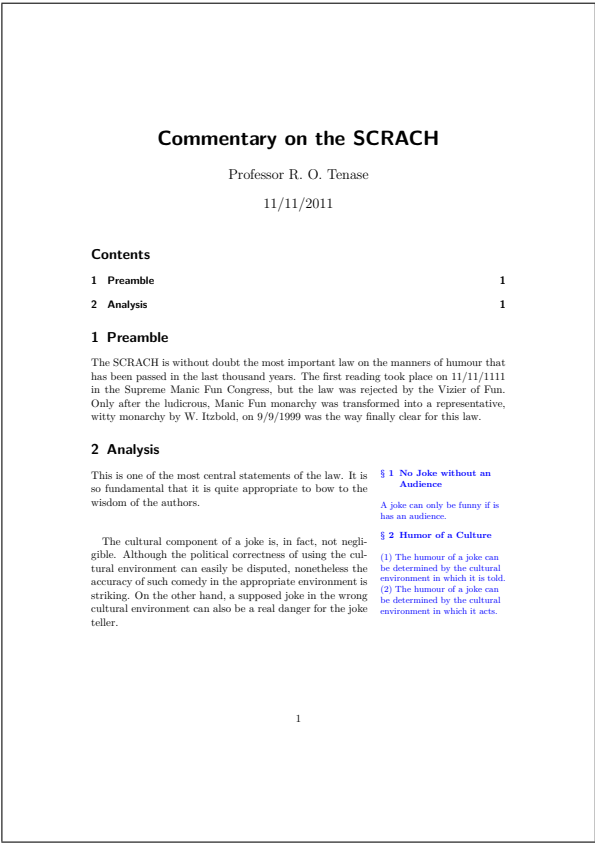 Commentary on the SCRACH
Professor R. O. Tenase
11/11/2011
Contents
1 Preamble 1
2 Analysis 1
1 Preamble
The SCRACH is without doubt the most important law on the manners of humour that
has been passed in the last thousand years. The first reading took place on 11/11/1111
in the Supreme Manic Fun Congress, but the law was rejected by the Vizier of Fun.
Only after the ludicrous, Manic Fun monarchy was transformed into a representative,
witty monarchy by W. Itzbold, on 9/9/1999 was the way finally clear for this law.
2 Analysis
This is one of the most central statements of the law. It is
so fundamental that it is quite appropriate to bow to the
wisdom of the authors.
§ 1 No Joke without an
Audience
A joke can only be funny if is
has an audience.
The cultural component of a joke is, in fact, not negli-
gible. Although the political correctness of using the cul-
tural environment can easily be disputed, nonetheless the
accuracy of such comedy in the appropriate environment is
striking. On the other hand, a supposed joke in the wrong
cultural environment can also be a real danger for the joke
teller.
§ 2 Humor of a Culture
(1) The humour of a joke can
be determined by the cultural
environment in which it is told.
(2) The humour of a joke can
be determined by the cultural
environment in which it acts.
1